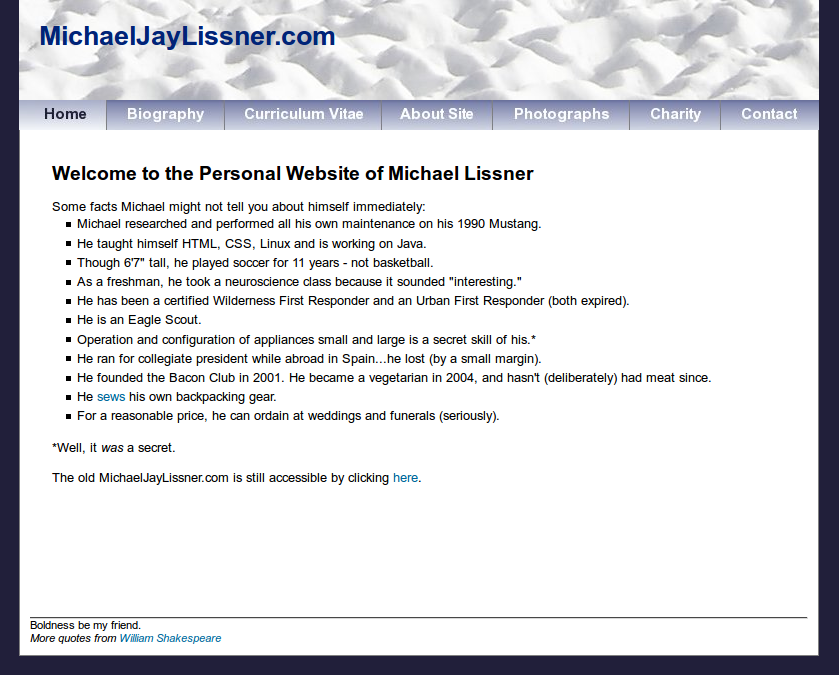 MichaelJayLissner.com
Home Biography Curriculum Vitae About Site Photographs Charity Contact
Welcome to the Personal Website of Michael Lissner
Some facts Michael might not tell you about himself immediately:
Michael researched and performed all his own maintenance on his 1990 Mustang.
He taught himself HTML, CSS, Linux and is working on Java.
Though 6'7" tall, he played soccer for 11 years - not basketball.
As a freshman, he took a neuroscience class because it sounded "interesting."
He has been a certified Wilderness First Responder and an Urban First Responder (both expired).
He is an Eagle Scout.
Operation and configuration of appliances small and large is a secret skill of his.*
He ran for collegiate president while abroad in Spain...he lost (by a small margin).
He founded the Bacon Club in 2001. He became a vegetarian in 2004, and hasn't (deliberately) had meat since.
He sews his own backpacking gear.
For a reasonable price, he can ordain at weddings and funerals (seriously).
*Well, it was a secret.
The old MichaelJayLissner.com is still accessible by clicking here.
Boldness be my friend.
More quotes from William Shakespeare